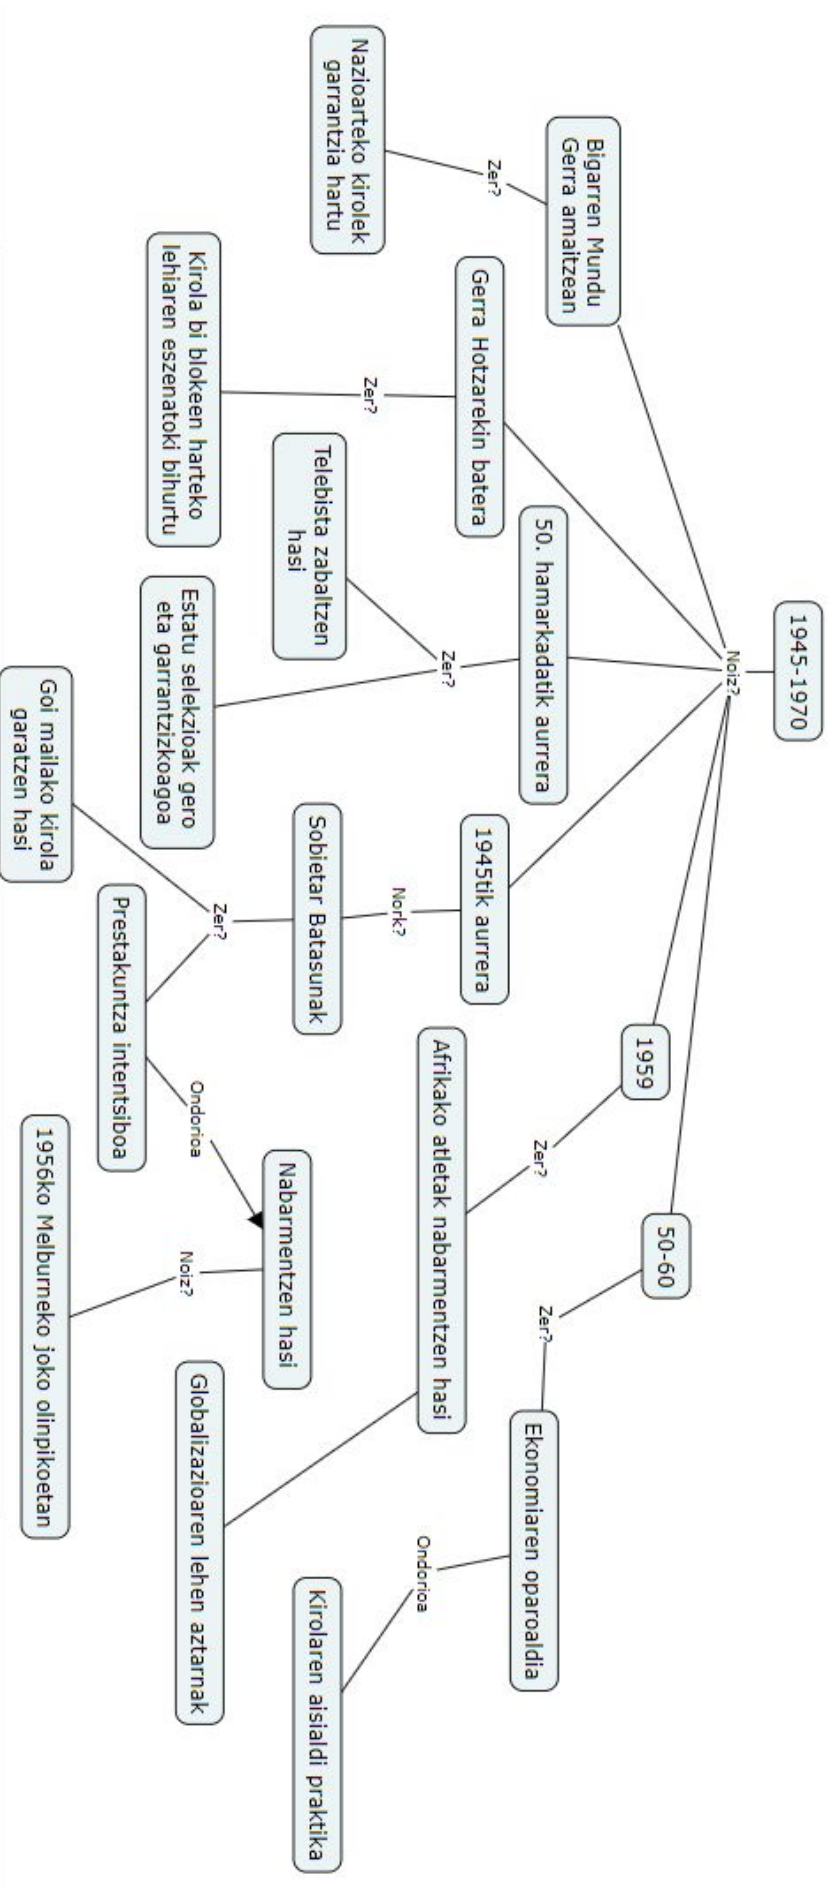 1945-1970
Noiz?
Bigarren Mundu
Gerra amaitzean
Zer?
Nazioarteko kirolek
garrantzia hartu
Gerra Hotzarekin batera
Zer?
Kirola bi blokeen harteko
lehiaren eszenatoki bihurtu
50. hamarkadatik aurrera
Zer?
Telebista zabaltzen
hasi
Estatu selekzioak gero
eta garrantzizkoagoa
1945tik aurrera
Nork?
Sobietar Batasunak
Zer?
Goi mailako kirola
garatzen hasi
Prestakuntza intentsiboa
Ondorioa
Nabarmentzen hasi
Noiz?
1956ko Melburneko joko olinpikoetan
1959
Zer?
Afrikako atletak nabarmentzen hasi
Globalizazioaren lehen aztarnak
50-60
Zer?
Ekonomiaren oparoaldia
Ondorioa
Kirolaren aisialdi praktika